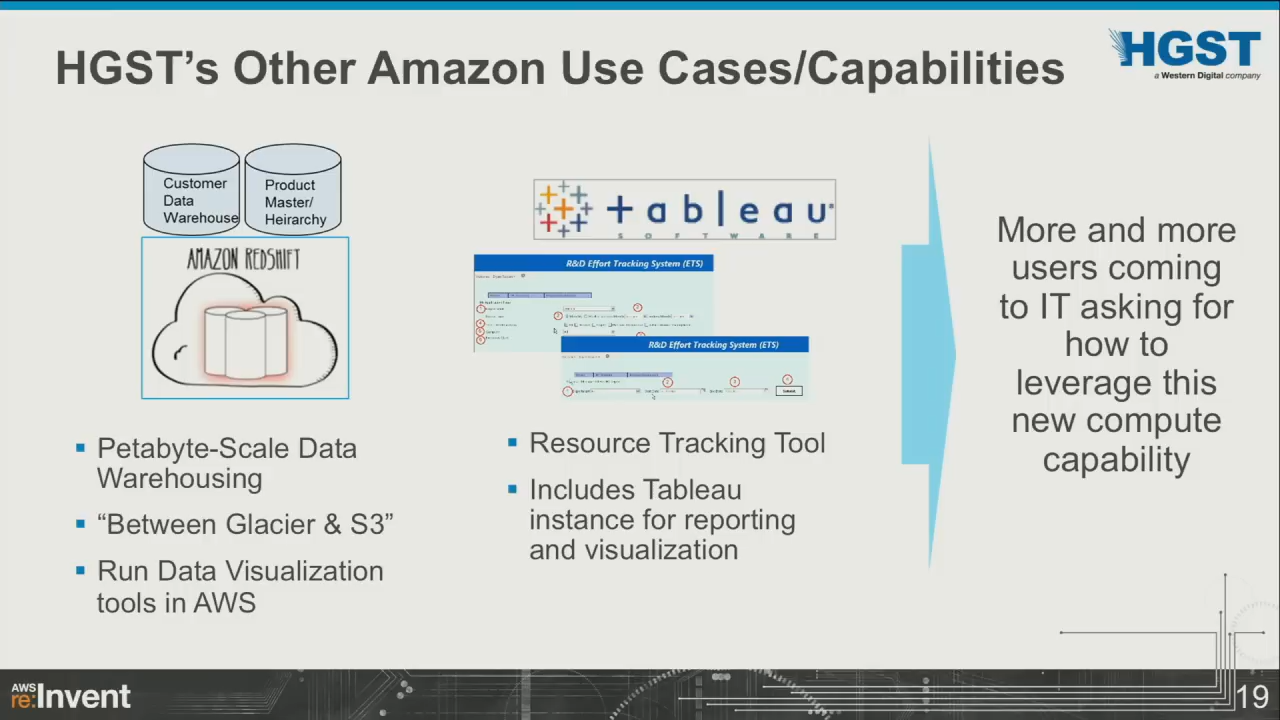 HGST's Other Amazon Use Cases/Capabilities
HGST
a Western Digital company
Customer
Data
Warehouse
Product
Master/
Heirarchy
AMAZON REDSHIFT
▪ Petabyte-Scale Data
Warehousing
▪ “Between Glacier & S3”
▪ Run Data Visualization
tools in AWS
+ableau
SOFTWARE
R&D Effort Tracking System (ETS)
R&D Effort Tracking System (ETS)
▪ Resource Tracking Tool
▪ Includes Tableau
instance for reporting
and visualization
More and more
users coming
to IT asking for
how to
leverage this
new compute
capability
AWS
re:Invent
19